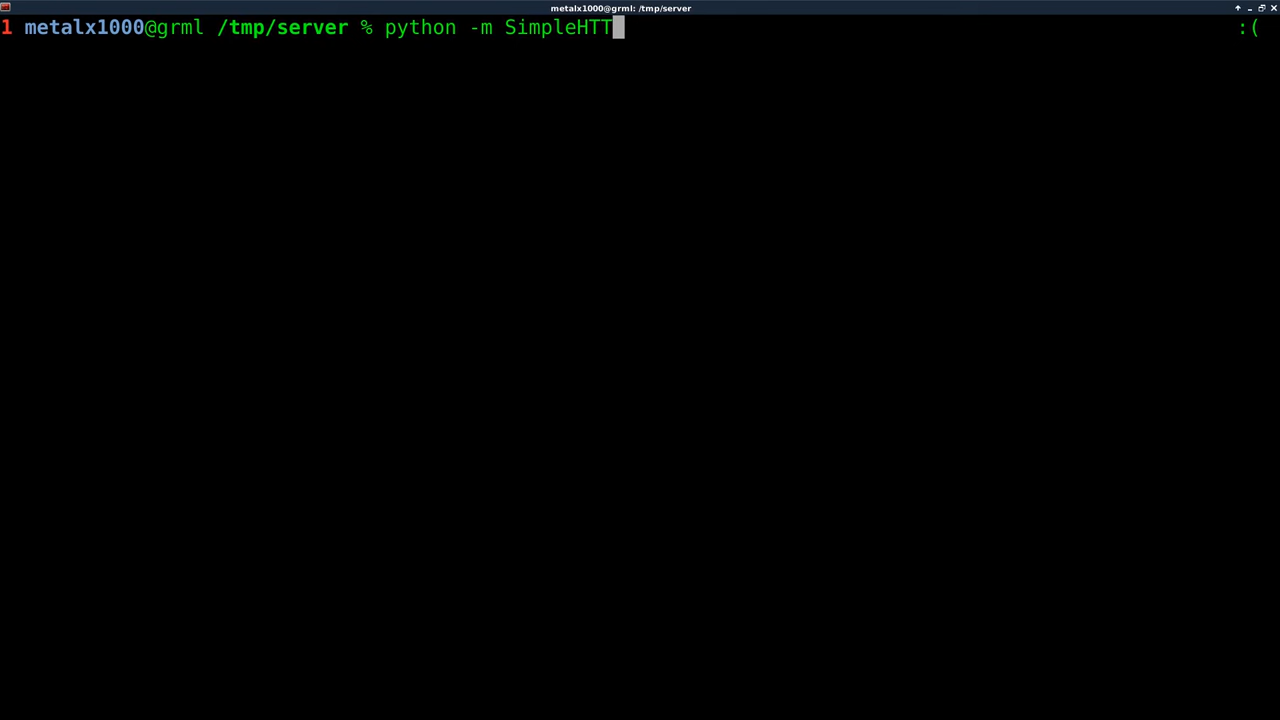 metalx1000@grml: /tmp/server
1 metalx1000@grml /tmp/server % python -m SimpleHTT :(